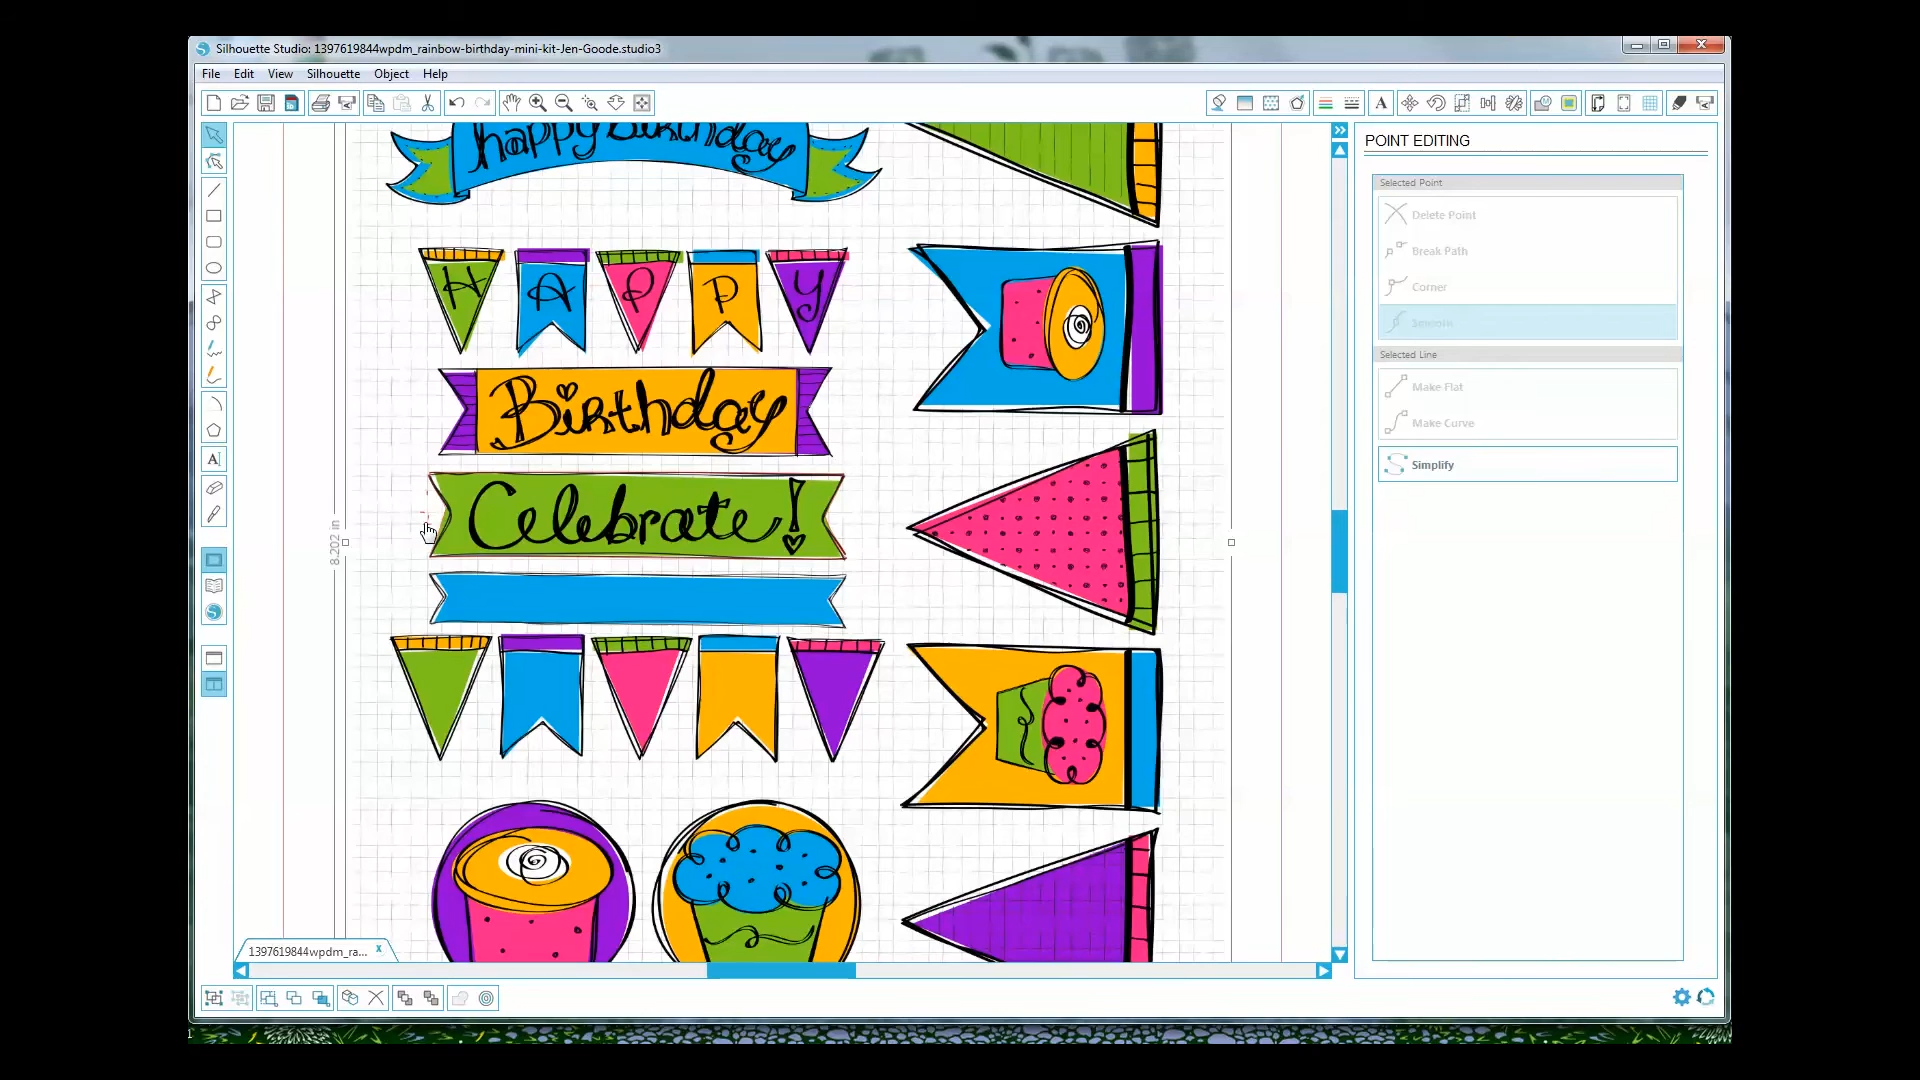 Silhouette Studio: 1397619844wpdm_rainbow-birthday-mini-kit-Jen-Goode.studio3
File Edit View Silhouette Object Help
POINT EDITING
Selected Point
Delete Point
Break Path
Corner
Smooth
Selected Line
Make Flat
Make Curve
Simplify
happy Birthday
HAPPY
Birthday
Celebrate!
8.202 in
1397619844wpdm_ra... x